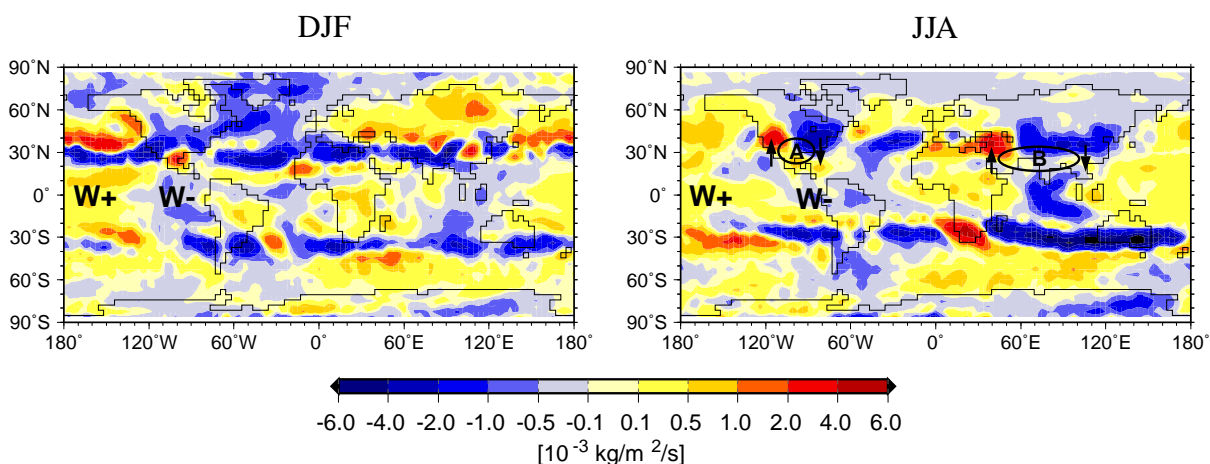 DJF
JJA
90˚N
60˚N
30˚N
0˚
30˚S
60˚S
90˚S
W+
W-
180˚ 120˚W 60˚W 0˚ 60˚E 120˚E 180˚
90˚N
60˚N
30˚N
0˚
30˚S
60˚S
90˚S
A
B
W+
W-
180˚ 120˚W 60˚W 0˚ 60˚E 120˚E 180˚
-6.0 -4.0 -2.0 -1.0 -0.5 -0.1 0.1 0.5 1.0 2.0 4.0 6.0
[10 -3 kg/m 2/s]